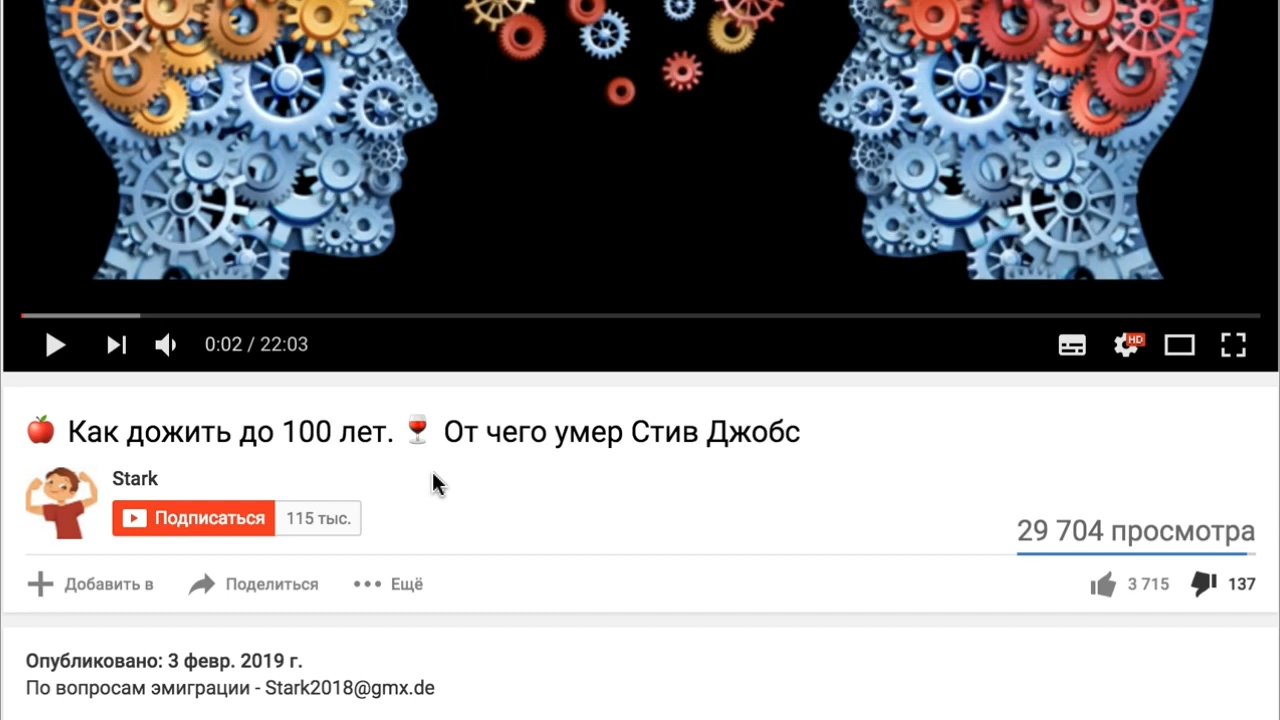 HD
0:02 / 22:03
🍎 Как дожить до 100 лет. 🍷 От чего умер Стив Джобс
Stark
Подписаться 115 тыс.
29 704 просмотра
Добавить в Поделиться ••• Ещё 3 715 137
Опубликовано: 3 февр. 2019 г.
По вопросам эмиграции - Stark2018@gmx.de